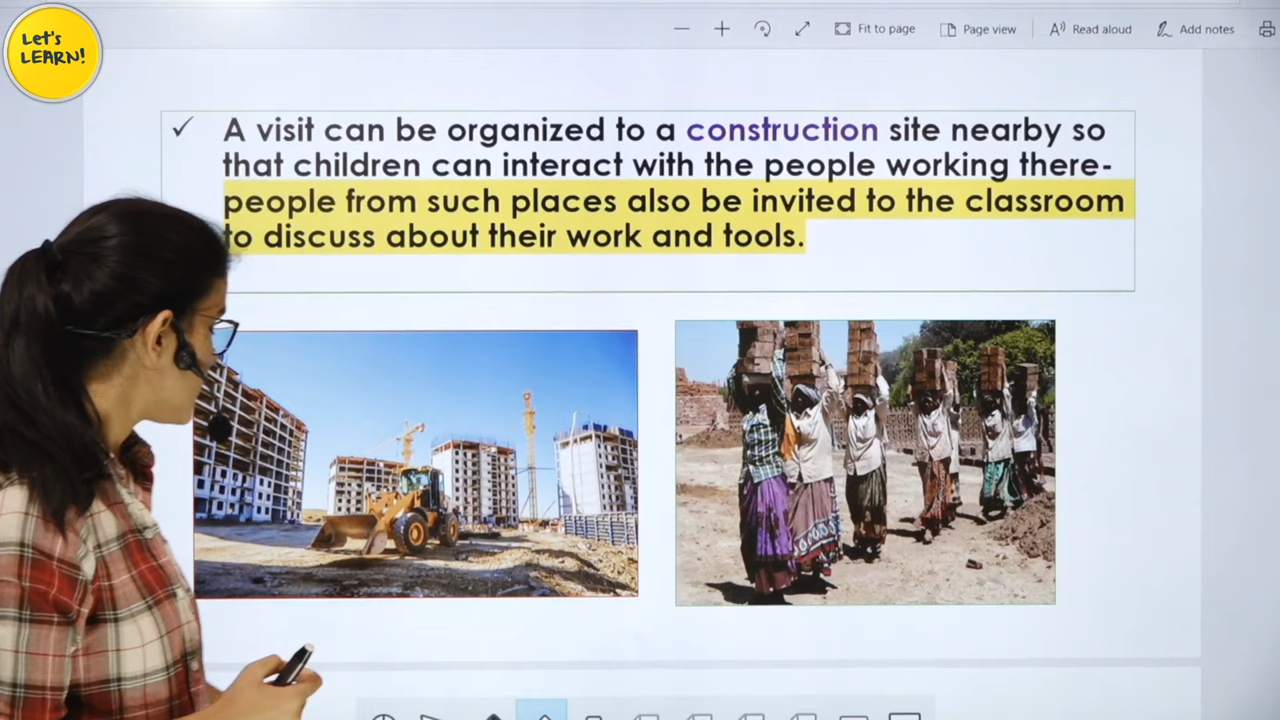 Let's
LEARN!
Fit to page
Page view
Read aloud
Add notes
✓ A visit can be organized to a construction site nearby so
that children can interact with the people working there-
people from such places also be invited to the classroom
to discuss about their work and tools.